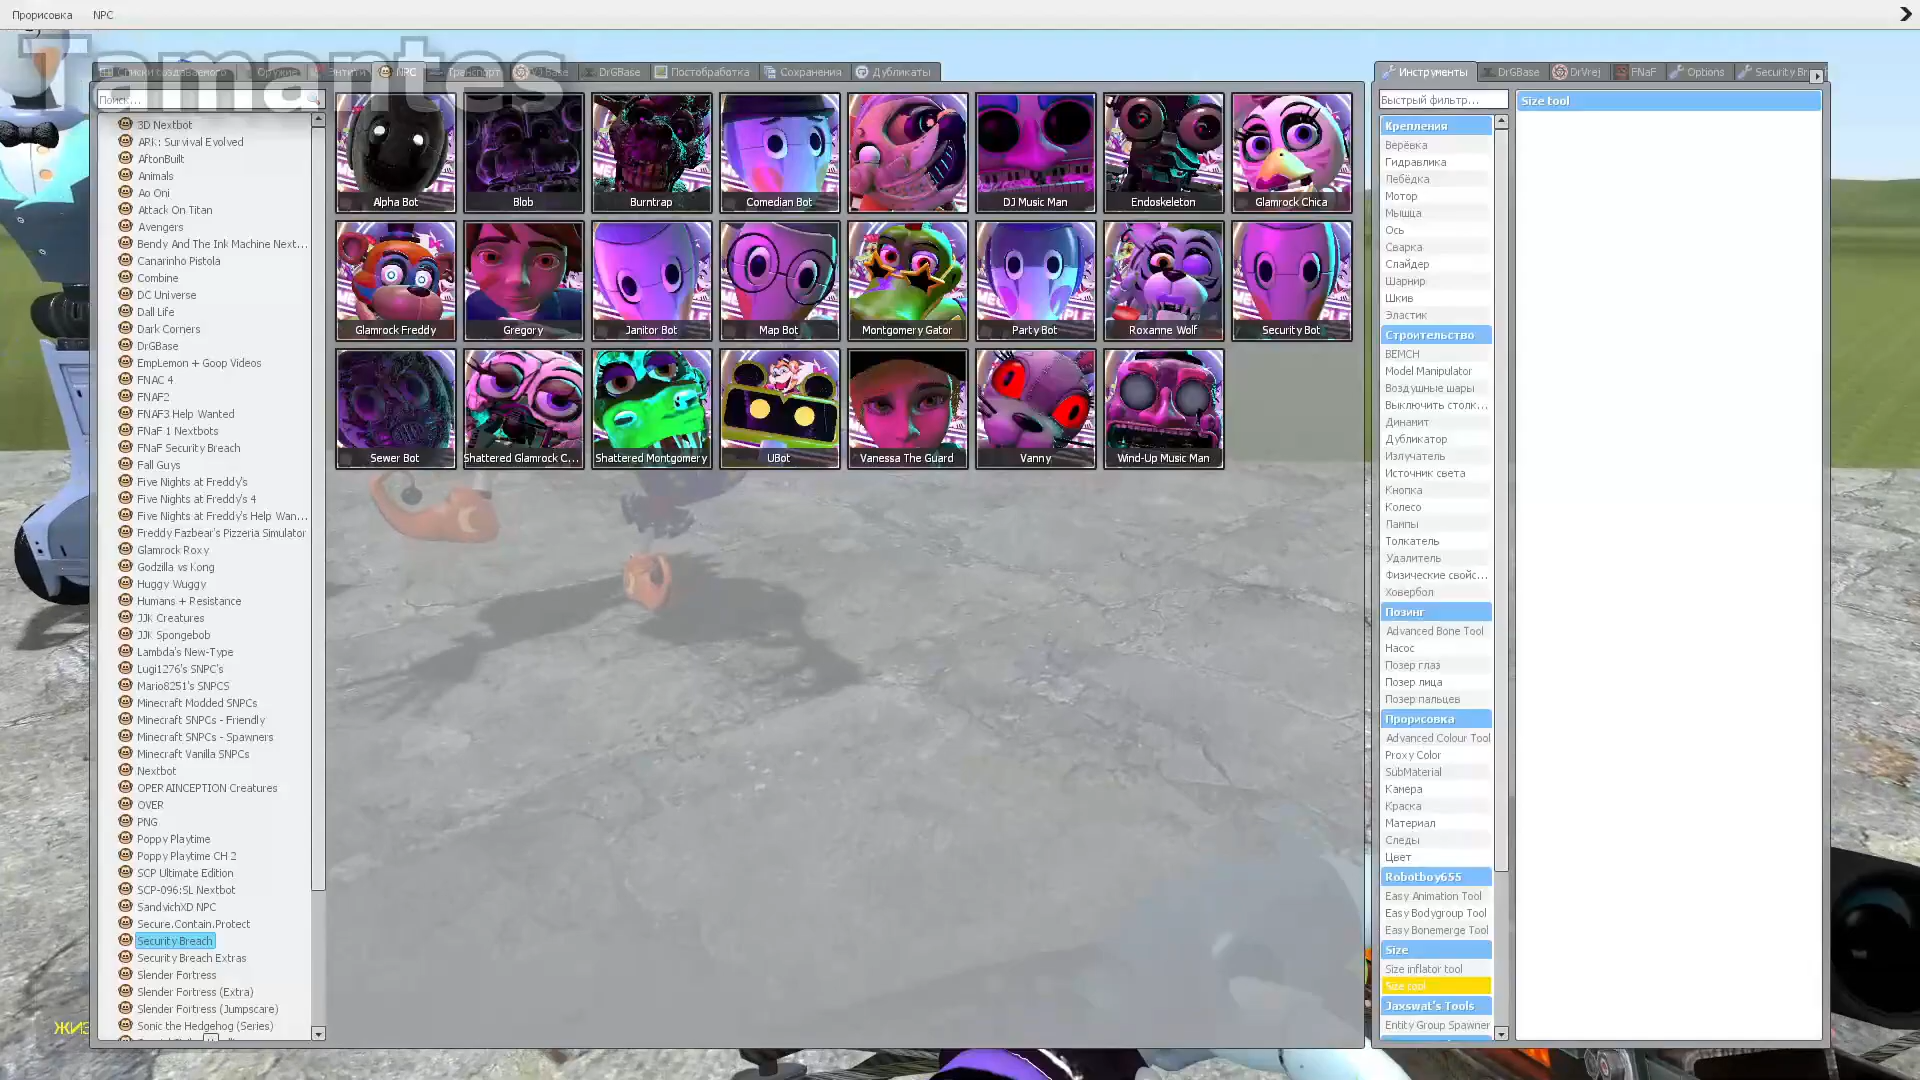 Прорисовка NPC
Tamantes
Списки создаваемого Оружие Энтити NPC Транспорт Base DrGBase Постобработка Сохранения Дубликаты
Поиск...
3D Nextbot
ARK: Survival Evolved
AftonBuilt
Animals
Ao Oni
Attack On Titan
Avengers
Bendy And The Ink Machine Next...
Canarinho Pistola
Combine
DC Universe
Dall Life
Dark Corners
DrGBase
EmpLemon + Goop Videos
FNAC 4
FNAF2
FNAF3 Help Wanted
FNaF 1 Nextbots
FNaF Security Breach
Fall Guys
Five Nights at Freddy's
Five Nights at Freddy's 4
Five Nights at Freddy's Help Wan...
Freddy Fazbear's Pizzeria Simulator
Glamrock Roxy
Godzilla vs Kong
Huggy Wuggy
Humans + Resistance
JJK Creatures
JJK Spongebob
Lambda's New-Type
Lugi1276's SNPC's
Mario8251's SNPCS
Minecraft Modded SNPCs
Minecraft SNPCs - Friendly
Minecraft SNPCs - Spawners
Minecraft Vanilla SNPCs
Nextbot
OPERAINCEPTION Creatures
OVER
PNG
Poppy Playtime
Poppy Playtime CH 2
SCP Ultimate Edition
SCP-096:SL Nextbot
SandvichXD NPC
Secure.Contain.Protect
Security Breach
Security Breach Extras
Slender Fortress
Slender Fortress (Extra)
Slender Fortress (Jumpscare)
Sonic the Hedgehog (Series)
Alpha Bot Blob Burntrap Comedian Bot DJ Music Man Endoskeleton Glamrock Chica
Glamrock Freddy Gregory Janitor Bot Map Bot Montgomery Gator Party Bot Roxanne Wolf Security Bot
Sewer Bot Shattered Glamrock C... Shattered Montgomery UBot Vanessa The Guard Vanny Wind-Up Music Man
Инструменты DrGBase DrVrej FNaF Options Security Br
Быстрый фильтр...
Крепления
Верёвка
Гидравлика
Лебёдка
Мотор
Мышца
Ось
Сварка
Слайдер
Шарнир
Шкив
Эластик
Строительство
BEMCH
Model Manipulator
Воздушные шары
Выключить столк...
Динамит
Дубликатор
Излучатель
Источник света
Кнопка
Колесо
Лампы
Толкатель
Удалитель
Физические свойс...
Ховербол
Позинг
Advanced Bone Tool
Насос
Позер глаз
Позер лица
Позер пальцев
Прорисовка
Advanced Colour Tool
Proxy Color
SubMaterial
Камера
Краска
Материал
Следы
Цвет
Robotboy655
Easy Animation Tool
Easy Bodygroup Tool
Easy Bonemerge Tool
Size
Size inflator tool
Size tool
Jaxswat's Tools
Entity Group Spawner
Size tool
ЖИЗ